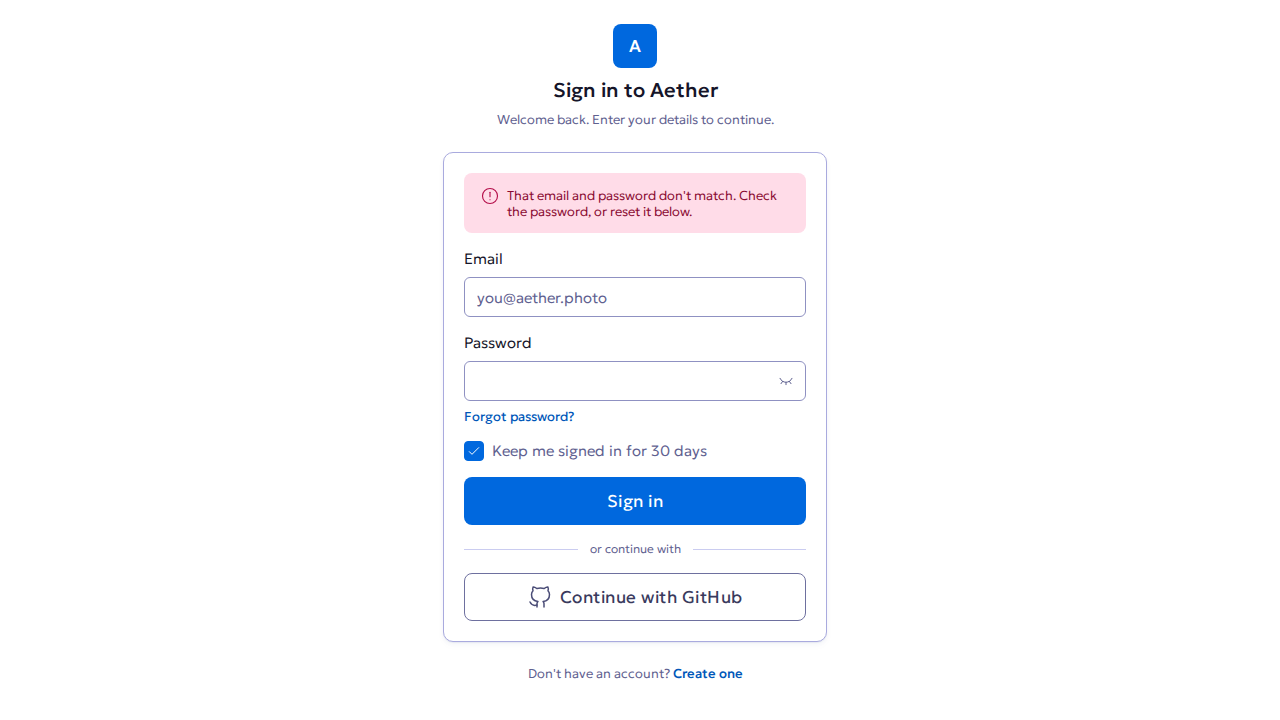 A
Sign in to Aether
Welcome back. Enter your details to continue.
That email and password don't match. Check
the password, or reset it below.
Email
you@aether.photo
Password
Forgot password?
Keep me signed in for 30 days
Sign in
or continue with
Continue with GitHub
Don't have an account? Create one